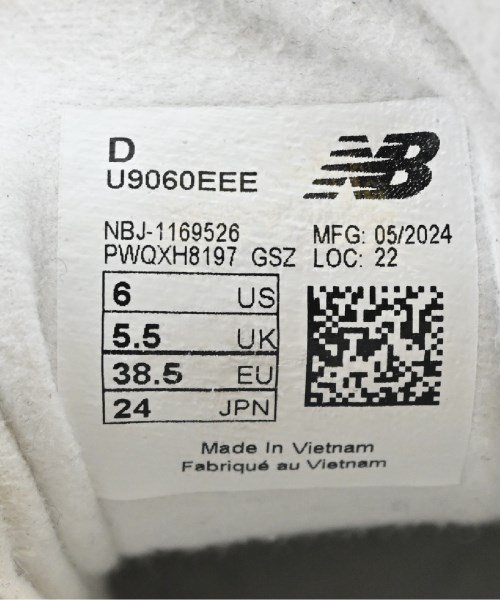 D
U9060EEE
NB
NBJ-1169526
PWQXH8197 GSZ
MFG: 05/2024
LOC: 22
6 US
5.5 UK
38.5 EU
24 JPN
Made In Vietnam
Fabriqué au Vietnam